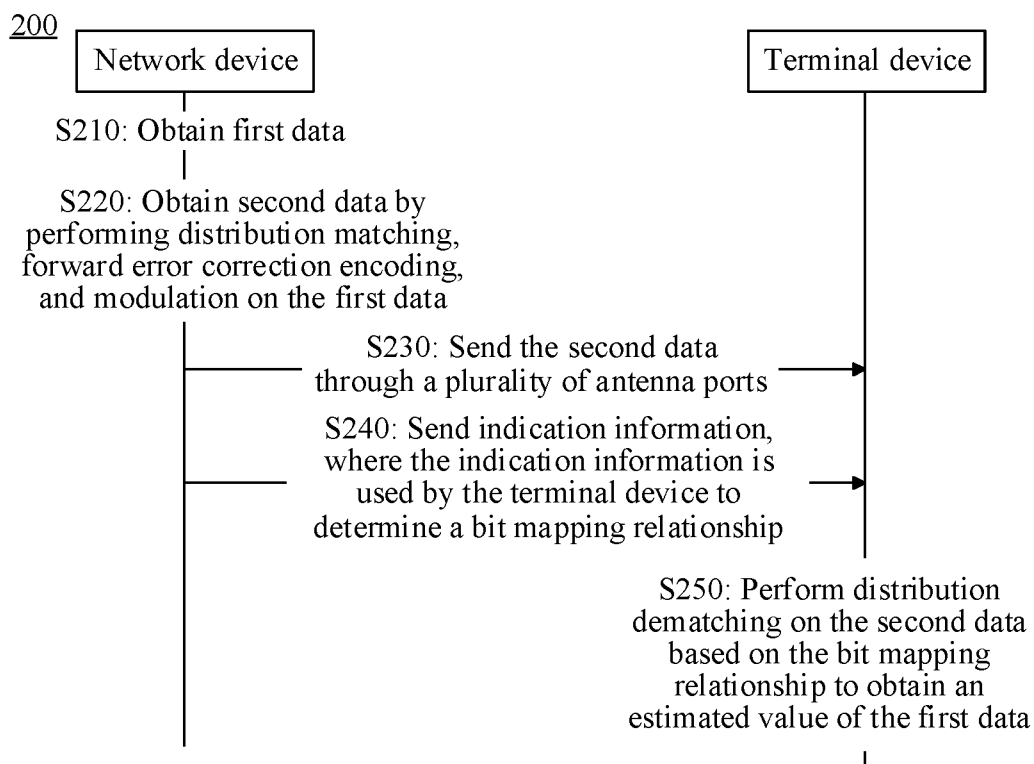 200
Network device
Terminal device
S210: Obtain first data
S220: Obtain second data by
performing distribution matching,
forward error correction encoding,
and modulation on the first data
S230: Send the second data
through a plurality of antenna ports
S240: Send indication information,
where the indication information is
used by the terminal device to
determine a bit mapping relationship
S250: Perform distribution
dematching on the second data
based on the bit mapping
relationship to obtain an
estimated value of the first data